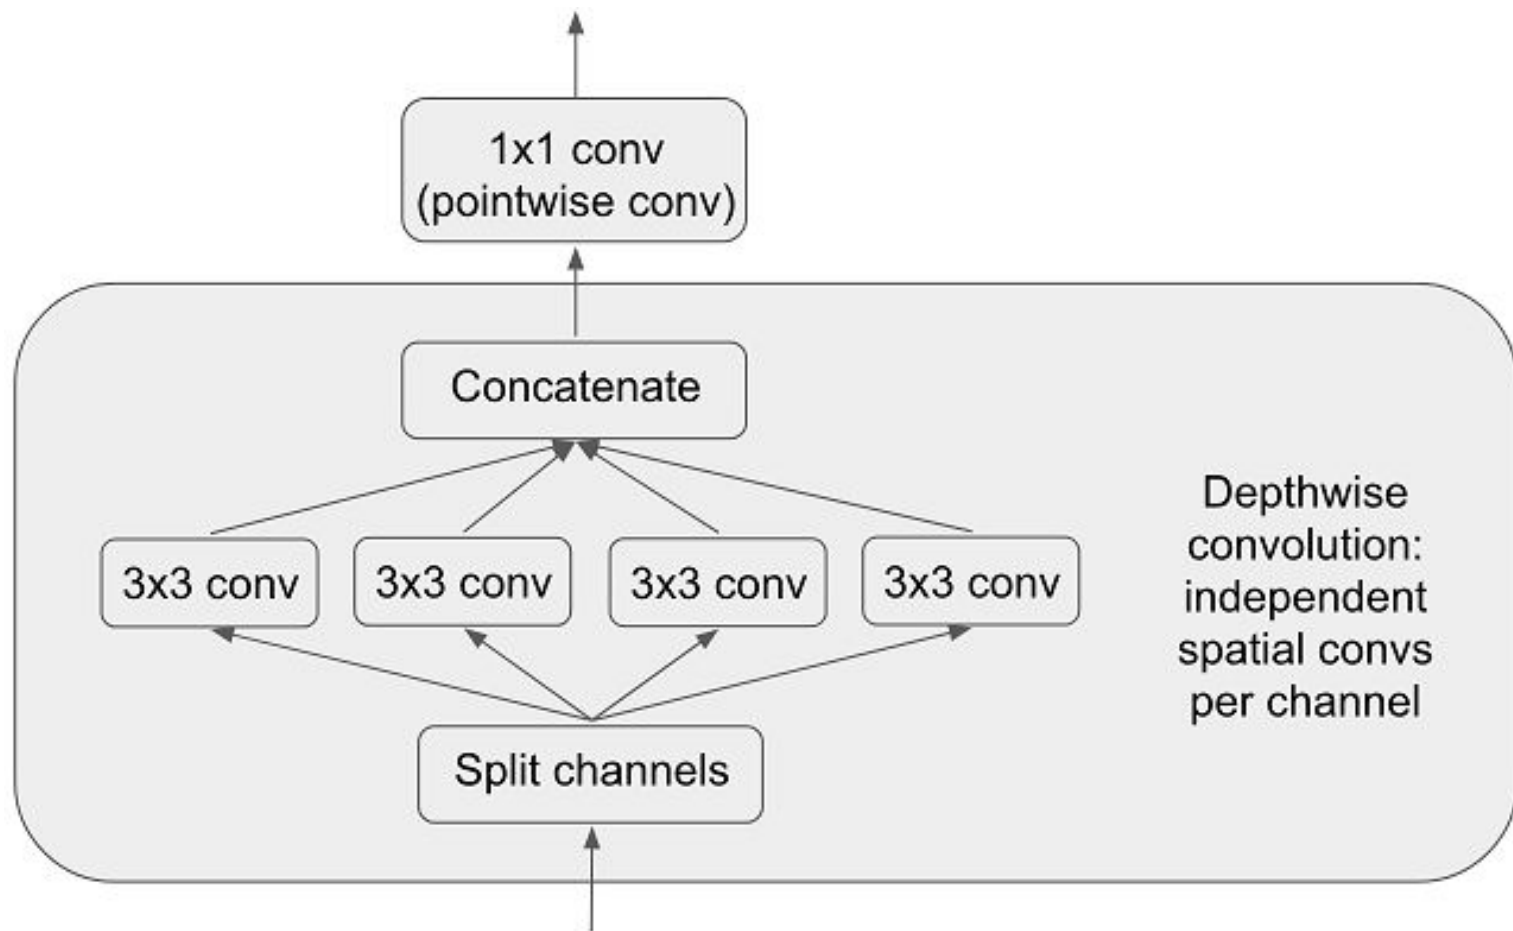 1x1 conv
(pointwise conv)
Concatenate
3x3 conv
3x3 conv
3x3 conv
3x3 conv
Depthwise
convolution:
independent
spatial convs
per channel
Split channels